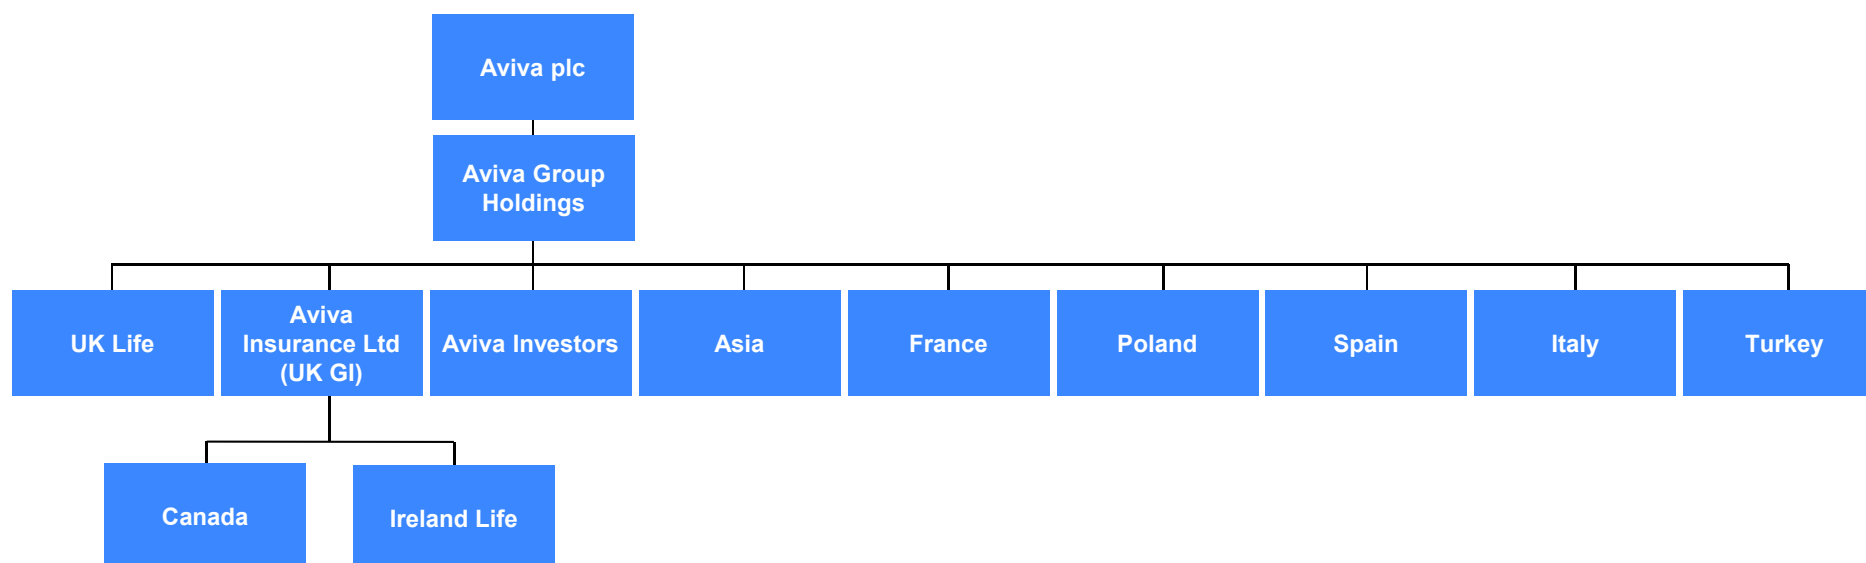 Aviva plc
Aviva Group
Holdings
UK Life
Aviva
Insurance Ltd
(UK GI)
Aviva Investors
Asia
France
Poland
Spain
Italy
Turkey
Canada
Ireland Life